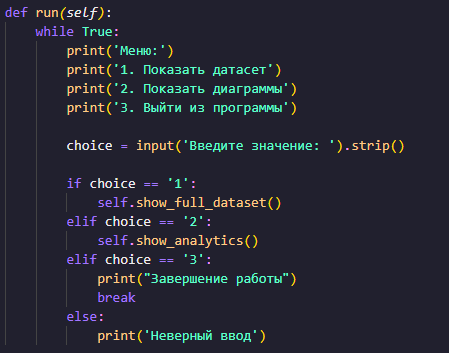 def run(self):
    while True:
        print('Меню:')
        print('1. Показать датасет')
        print('2. Показать диаграммы')
        print('3. Выйти из программы')

        choice = input('Введите значение: ').strip()

        if choice == '1':
            self.show_full_dataset()
        elif choice == '2':
            self.show_analytics()
        elif choice == '3':
            print("Завершение работы")
            break
        else:
            print('Неверный ввод')